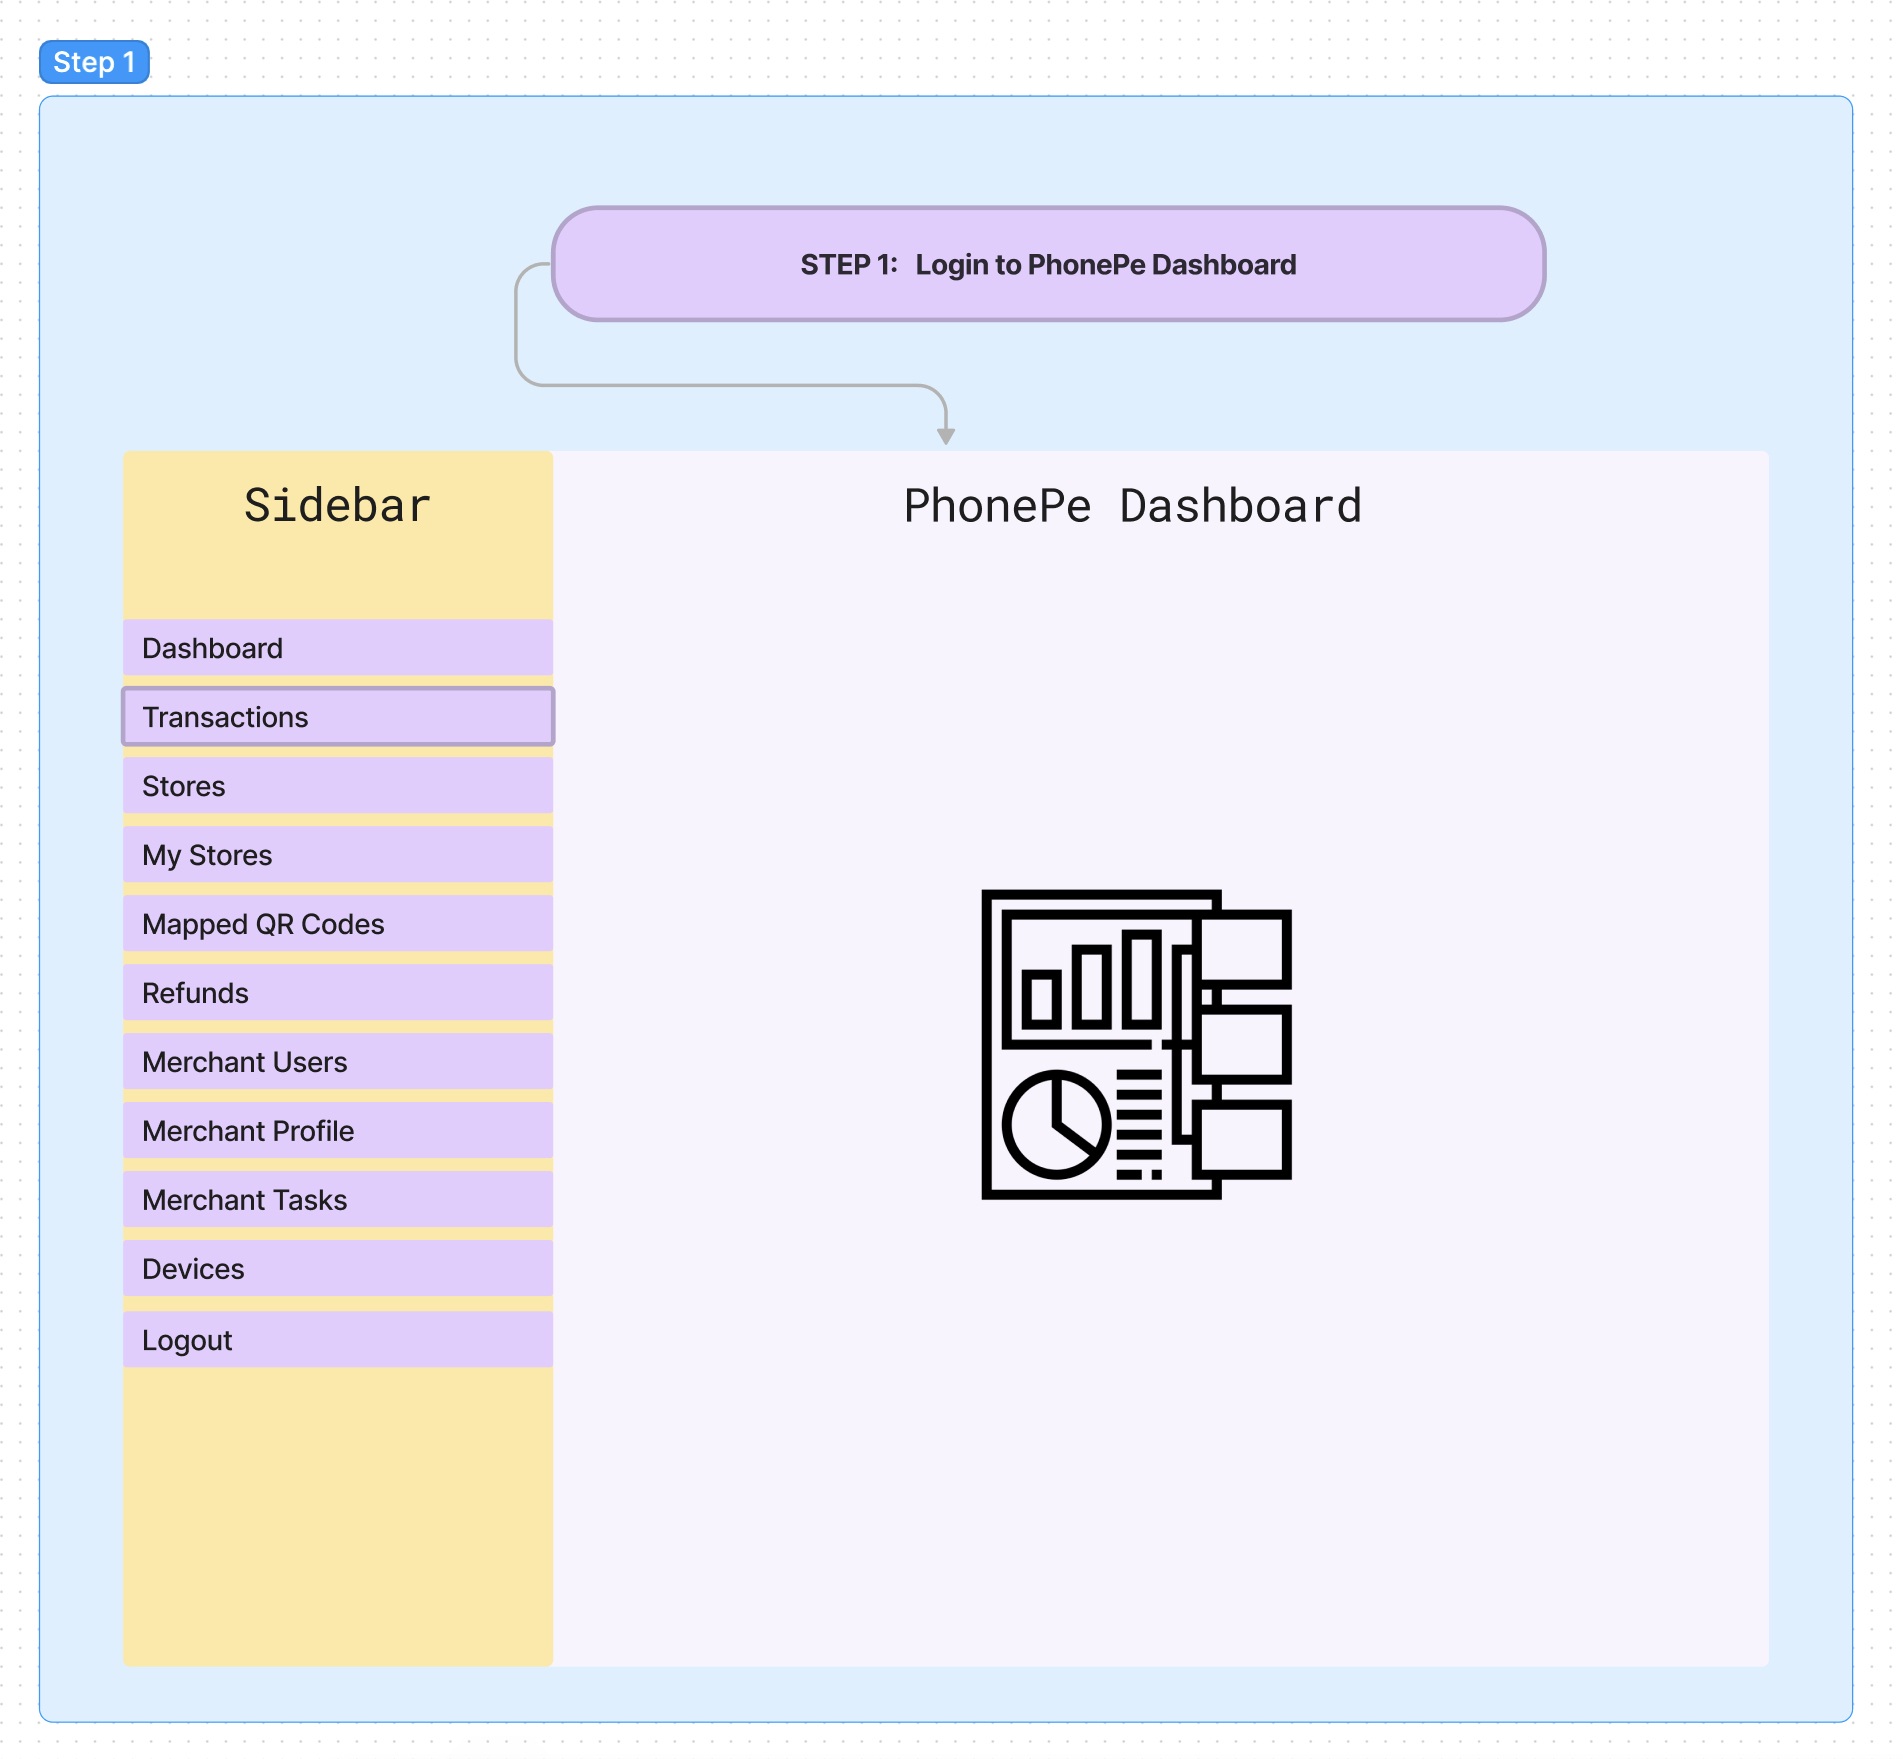 Step 1
STEP 1: Login to PhonePe Dashboard
Sidebar
PhonePe Dashboard
Dashboard
Transactions
Stores
My Stores
Mapped QR Codes
Refunds
Merchant Users
Merchant Profile
Merchant Tasks
Devices
Logout